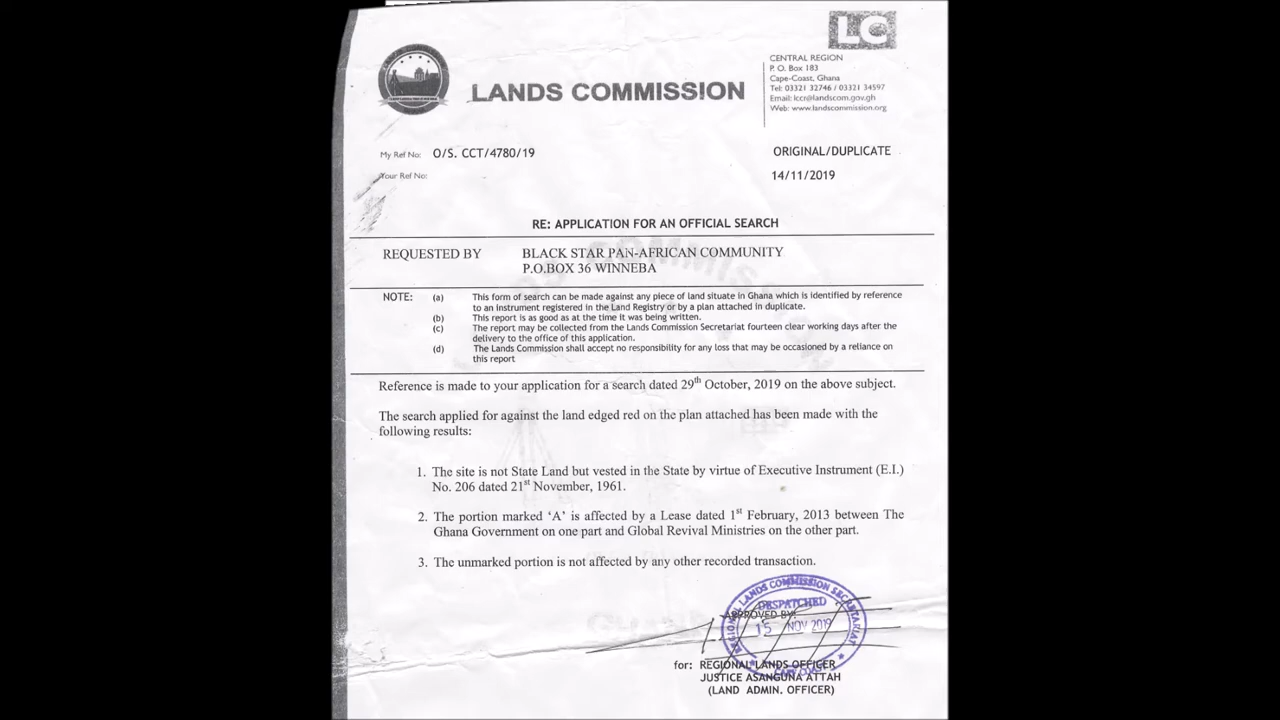 LC
LANDS COMMISSION
CENTRAL REGION
P. O. Box 183
Cape-Coast, Ghana
Tel: 03321 32746 / 03321 34597
Email: lccr@landscom.gov.gh
Web: www.landscommission.org
My Ref No: O/S. CCT/4780/19
ORIGINAL/DUPLICATE
Your Ref No:
14/11/2019
RE: APPLICATION FOR AN OFFICIAL SEARCH
REQUESTED BY BLACK STAR PAN-AFRICAN COMMUNITY
P.O.BOX 36 WINNEBA
NOTE: (a) This form of search can be made against any piece of land situate in Ghana which is identified by reference
to an instrument registered in the Land Registry or by a plan attached in duplicate.
(b) This report is as good as at the time it was being written.
(c) The report may be collected from the Lands Commission Secretariat fourteen clear working days after the
delivery to the office of this application.
(d) The Lands Commission shall accept no responsibility for any loss that may be occasioned by a reliance on
this report
Reference is made to your application for a search dated 29th October, 2019 on the above subject.
The search applied for against the land edged red on the plan attached has been made with the
following results:
1. The site is not State Land but vested in the State by virtue of Executive Instrument (E.I.)
No. 206 dated 21st November, 1961.
2. The portion marked ‘A’ is affected by a Lease dated 1st February, 2013 between The
Ghana Government on one part and Global Revival Ministries on the other part.
3. The unmarked portion is not affected by any other recorded transaction.
REGIONAL LANDS COMMISSION SECRETARIAT
DESPATCHED
APPROVED BY:
15 NOV 2019
for: REGIONAL LANDS OFFICER
JUSTICE ASANGUNA ATTAH
(LAND ADMIN. OFFICER)